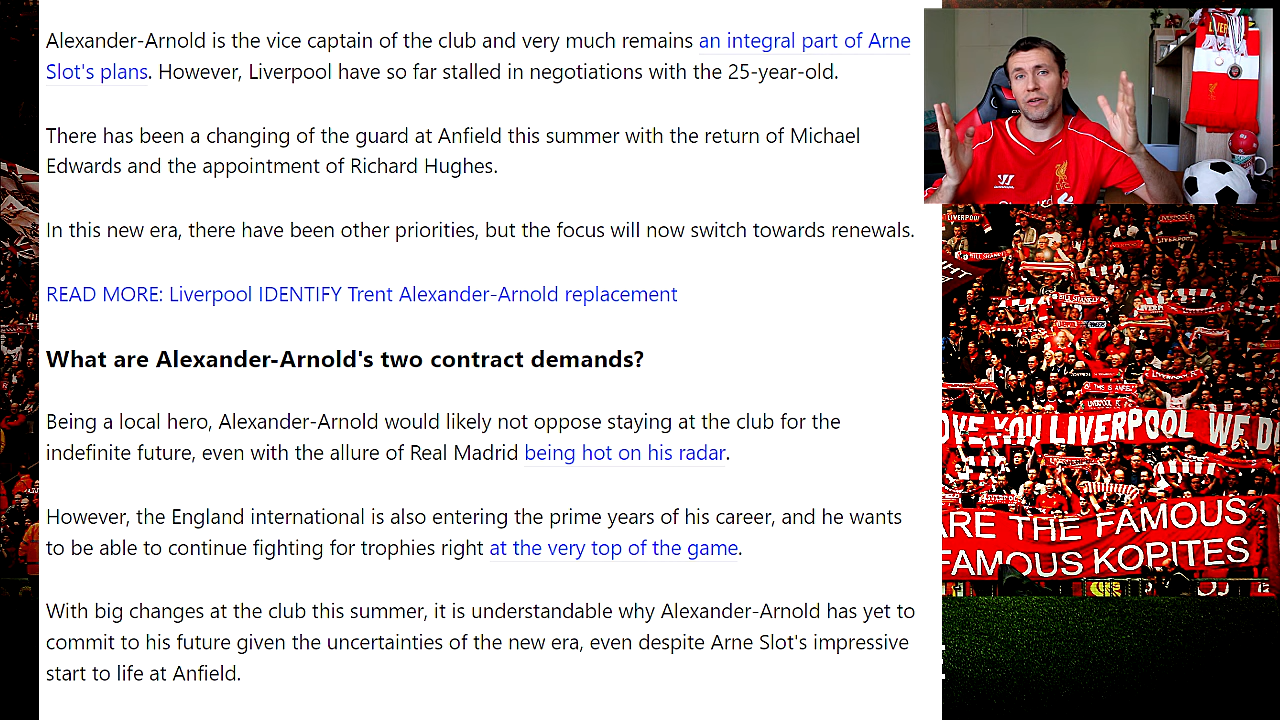 Alexander-Arnold is the vice captain of the club and very much remains an integral part of Arne
Slot's plans. However, Liverpool have so far stalled in negotiations with the 25-year-old.
There has been a changing of the guard at Anfield this summer with the return of Michael
Edwards and the appointment of Richard Hughes.
In this new era, there have been other priorities, but the focus will now switch towards renewals.
READ MORE: Liverpool IDENTIFY Trent Alexander-Arnold replacement
What are Alexander-Arnold's two contract demands?
Being a local hero, Alexander-Arnold would likely not oppose staying at the club for the
indefinite future, even with the allure of Real Madrid being hot on his radar.
However, the England international is also entering the prime years of his career, and he wants
to be able to continue fighting for trophies right at the very top of the game.
With big changes at the club this summer, it is understandable why Alexander-Arnold has yet to
commit to his future given the uncertainties of the new era, even despite Arne Slot's impressive
start to life at Anfield.
LIVERPOOL
BILL SHANKLY
THIS IS ANFIELD
YOU LIVERPOOL WE
ARE THE FAMOUS
FAMOUS KOPITES